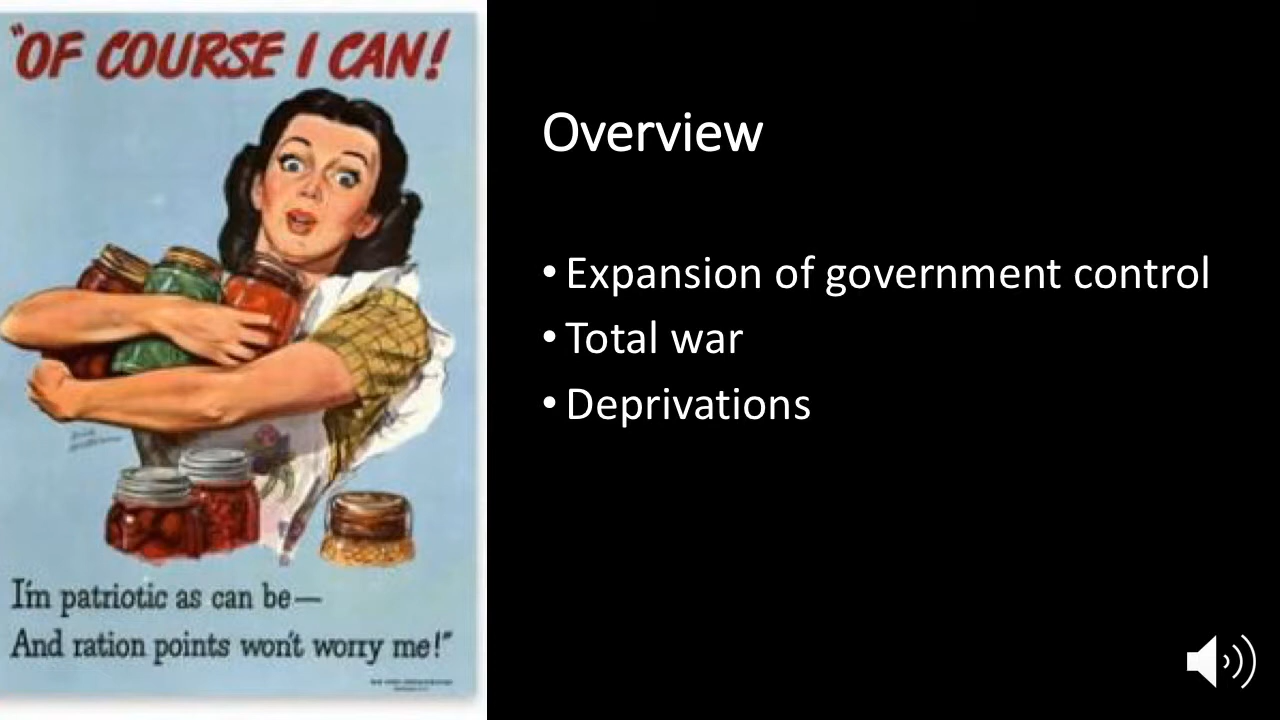 "OF COURSE I CAN!
I'm patriotic as can be—
And ration points won't worry me!"
Overview
• Expansion of government control
• Total war
• Deprivations